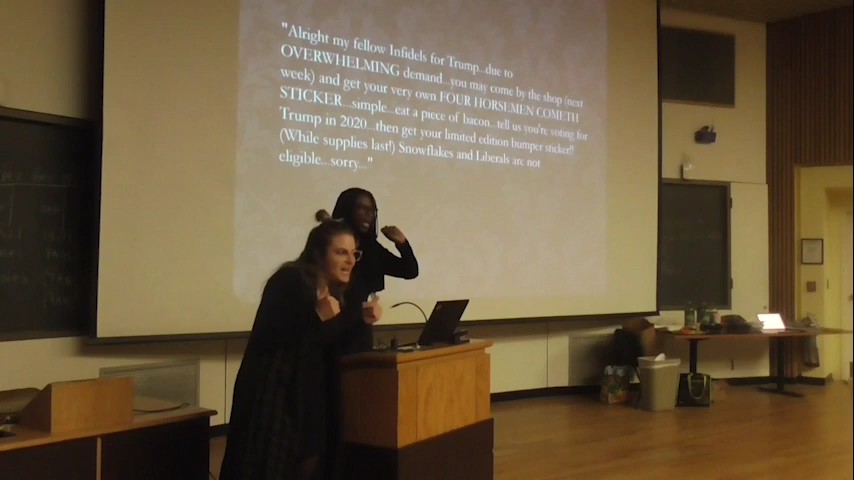 "Alright my fellow Infidels for Trump...due to
OVERWHELMING demand...you may come by the shop (next
week) and get your very own FOUR HORSEMEN COMETH
STICKER...simple...eat a piece of bacon...tell us you're voting for
Trump in 2020...then get your limited edition bumper sticker!!
(While supplies last!) Snowflakes and Liberals are not
eligible...sorry..."